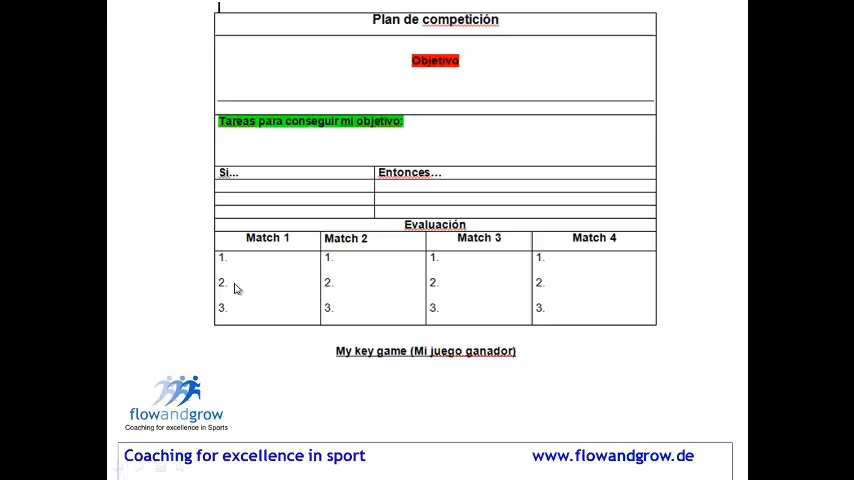 Plan de competición
Objetivo
Tareas para conseguir mi objetivo:
Si... Entonces...
Evaluación
Match 1 Match 2 Match 3 Match 4
1. 1. 1. 1.
2. 2. 2. 2.
3. 3. 3. 3.
My key game (Mi juego ganador)
flowandgrow
Coaching for excellence in Sports
Coaching for excellence in sport www.flowandgrow.de